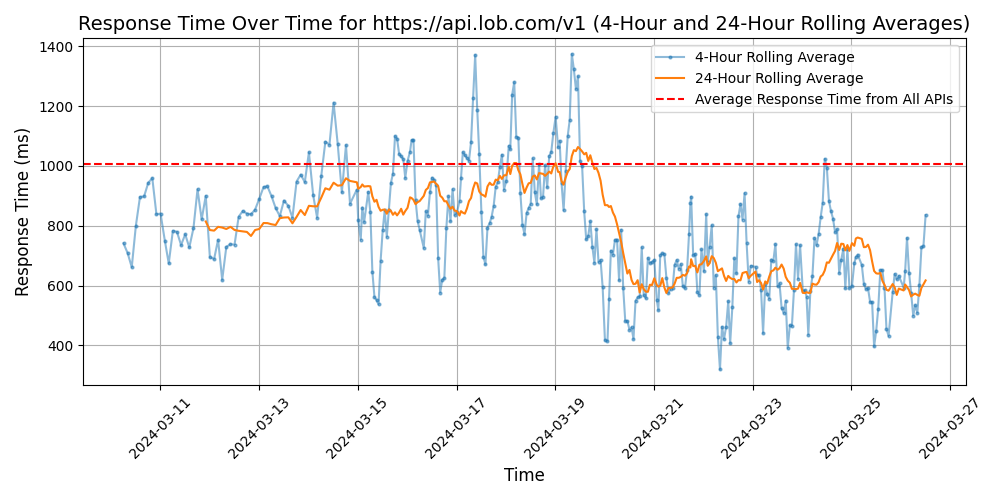 Response Time Over Time for https://api.lob.com/v1 (4-Hour and 24-Hour Rolling Averages)
4-Hour Rolling Average
24-Hour Rolling Average
Average Response Time from All APIs
Response Time (ms)
1400
1200
1000
800
600
400
2024-03-11
2024-03-13
2024-03-15
2024-03-17
2024-03-19
2024-03-21
2024-03-23
2024-03-25
2024-03-27
Time